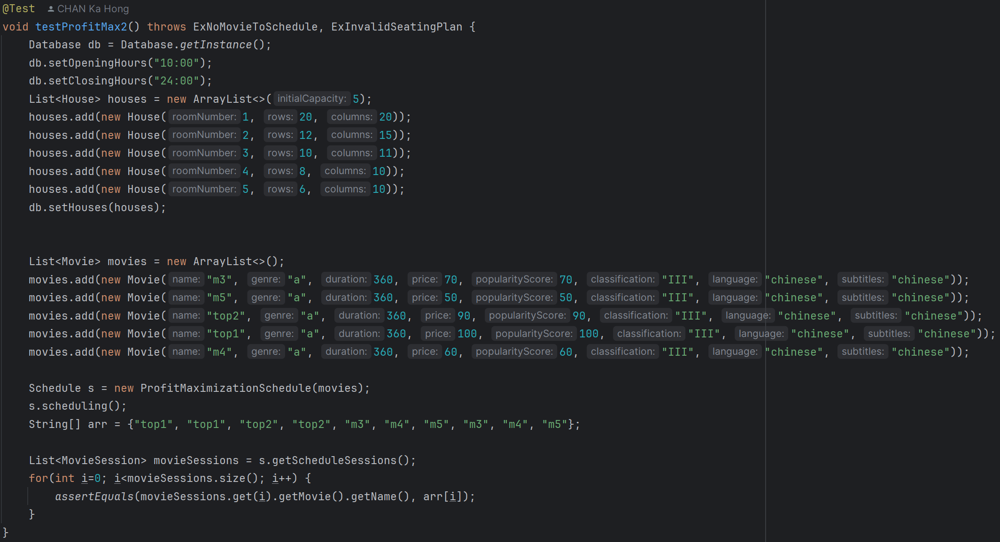 @Test CHAN Ka Hong
void testProfitMax2() throws ExNoMovieToSchedule, ExInvalidSeatingPlan {
    Database db = Database.getInstance();
    db.setOpeningHours("10:00");
    db.setClosingHours("24:00");
    List<House> houses = new ArrayList<>( initialCapacity: 5);
    houses.add(new House( roomNumber: 1, rows: 20, columns: 20));
    houses.add(new House( roomNumber: 2, rows: 12, columns: 15));
    houses.add(new House( roomNumber: 3, rows: 10, columns: 11));
    houses.add(new House( roomNumber: 4, rows: 8, columns: 10));
    houses.add(new House( roomNumber: 5, rows: 6, columns: 10));
    db.setHouses(houses);
    List<Movie> movies = new ArrayList<>();
    movies.add(new Movie( name: "m3", genre: "a", duration: 360, price: 70, popularityScore: 70, classification: "III", language: "chinese", subtitles: "chinese"));
    movies.add(new Movie( name: "m5", genre: "a", duration: 360, price: 50, popularityScore: 50, classification: "III", language: "chinese", subtitles: "chinese"));
    movies.add(new Movie( name: "top2", genre: "a", duration: 360, price: 90, popularityScore: 90, classification: "III", language: "chinese", subtitles: "chinese"));
    movies.add(new Movie( name: "top1", genre: "a", duration: 360, price: 100, popularityScore: 100, classification: "III", language: "chinese", subtitles: "chinese"));
    movies.add(new Movie( name: "m4", genre: "a", duration: 360, price: 60, popularityScore: 60, classification: "III", language: "chinese", subtitles: "chinese"));
    Schedule s = new ProfitMaximizationSchedule(movies);
    s.scheduling();
    String[] arr = {"top1", "top1", "top2", "top2", "m3", "m4", "m5", "m3", "m4", "m5"};
    List<MovieSession> movieSessions = s.getScheduleSessions();
    for(int i=0; i<movieSessions.size(); i++) {
        assertEquals(movieSessions.get(i).getMovie().getName(), arr[i]);
    }
}